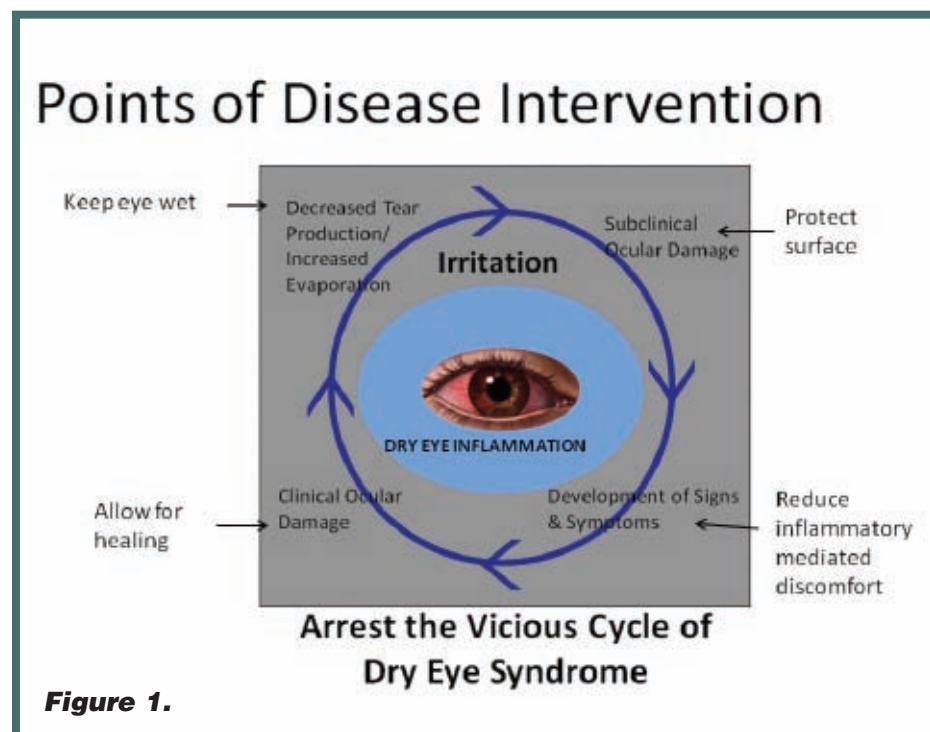 Points of Disease Intervention
Keep eye wet
Decreased Tear
Production/
Increased
Evaporation
Irritation
Subclinical
Ocular Damage
Protect
surface
DRY EYE INFLAMMATION
Allow for
healing
Clinical Ocular
Damage
Development of Signs
& Symptoms
Reduce
inflammatory
mediated
discomfort
Arrest the Vicious Cycle of
Dry Eye Syndrome
Figure 1.